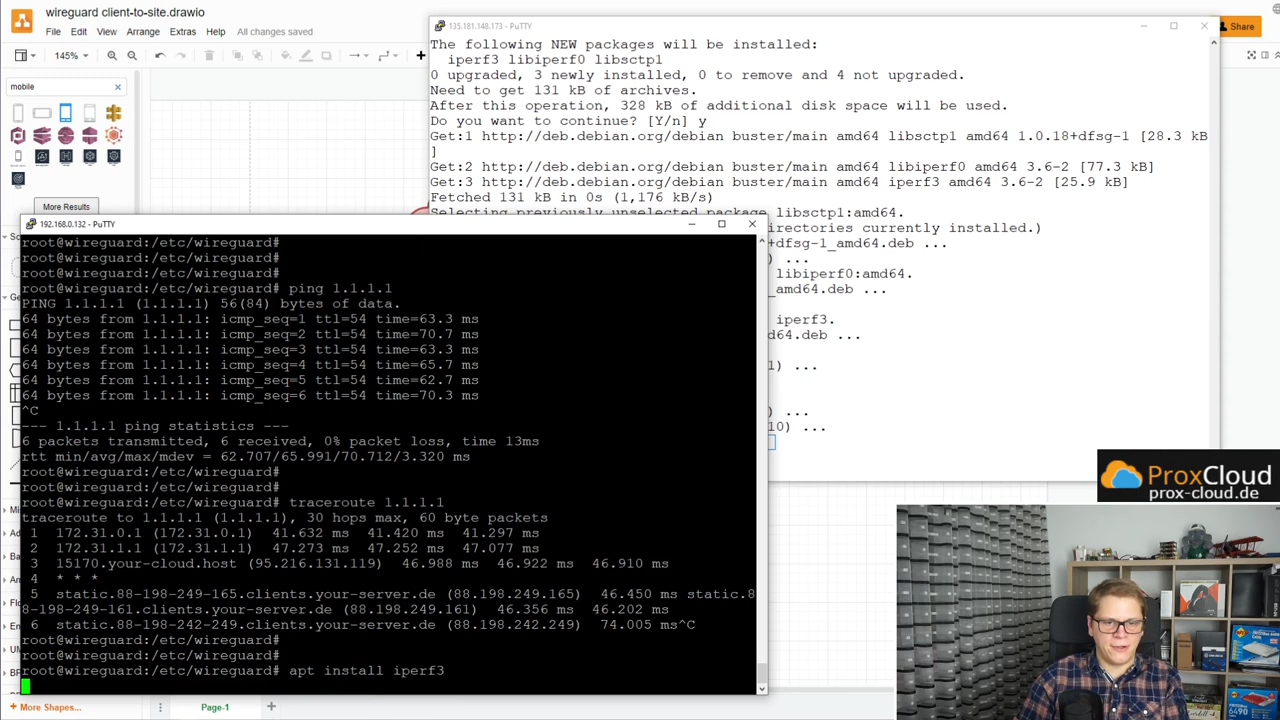 wireguard client-to-site.drawio
File Edit View Arrange Extras Help All changes saved
Share
145%
mobile
More Results
135.181.148.173 - PuTTY
The following NEW packages will be installed:
iperf3 libiperf0 libsctp1
0 upgraded, 3 newly installed, 0 to remove and 4 not upgraded.
Need to get 131 kB of archives.
After this operation, 328 kB of additional disk space will be used.
Do you want to continue? [Y/n] y
Get:1 http://deb.debian.org/debian buster/main amd64 libsctp1 amd64 1.0.18+dfsg-1 [28.3 kB
]
Get:2 http://deb.debian.org/debian buster/main amd64 libiperf0 amd64 3.6-2 [77.3 kB]
Get:3 http://deb.debian.org/debian buster/main amd64 iperf3 amd64 3.6-2 [25.9 kB]
Fetched 131 kB in 0s (1,176 kB/s)
Selecting previously unselected package libsctp1:amd64.
irectories currently installed.)
+dfsg-1_amd64.deb ...
) ...
libiperf0:amd64.
_amd64.deb ...
iperf3.
d64.deb ...
1) ...
) ...
10) ...
192.168.0.132 - PuTTY
root@wireguard:/etc/wireguard#
root@wireguard:/etc/wireguard#
root@wireguard:/etc/wireguard#
root@wireguard:/etc/wireguard# ping 1.1.1.1
PING 1.1.1.1 (1.1.1.1) 56(84) bytes of data.
64 bytes from 1.1.1.1: icmp_seq=1 ttl=54 time=63.3 ms
64 bytes from 1.1.1.1: icmp_seq=2 ttl=54 time=70.7 ms
64 bytes from 1.1.1.1: icmp_seq=3 ttl=54 time=63.3 ms
64 bytes from 1.1.1.1: icmp_seq=4 ttl=54 time=65.7 ms
64 bytes from 1.1.1.1: icmp_seq=5 ttl=54 time=62.7 ms
64 bytes from 1.1.1.1: icmp_seq=6 ttl=54 time=70.3 ms
^C
--- 1.1.1.1 ping statistics ---
6 packets transmitted, 6 received, 0% packet loss, time 13ms
rtt min/avg/max/mdev = 62.707/65.991/70.712/3.320 ms
root@wireguard:/etc/wireguard#
root@wireguard:/etc/wireguard#
root@wireguard:/etc/wireguard# traceroute 1.1.1.1
traceroute to 1.1.1.1 (1.1.1.1), 30 hops max, 60 byte packets
1 172.31.0.1 (172.31.0.1) 41.632 ms 41.420 ms 41.297 ms
2 172.31.1.1 (172.31.1.1) 47.273 ms 47.252 ms 47.077 ms
3 15170.your-cloud.host (95.216.131.119) 46.988 ms 46.922 ms 46.910 ms
4 * * *
5 static.88-198-249-165.clients.your-server.de (88.198.249.165) 46.450 ms static.8
8-198-249-161.clients.your-server.de (88.198.249.161) 46.356 ms 46.202 ms
6 static.88-198-242-249.clients.your-server.de (88.198.242.249) 74.005 ms^C
root@wireguard:/etc/wireguard#
root@wireguard:/etc/wireguard#
root@wireguard:/etc/wireguard# apt install iperf3
ProxCloud
prox-cloud.de
More Shapes...
Page-1